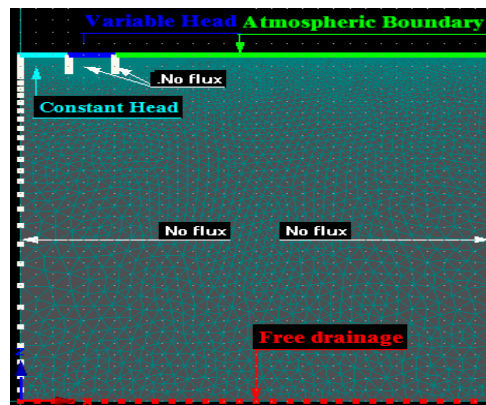 Variable Head Atmospheric Boundary
.No flux
Constant Head
No flux No flux
Free drainage